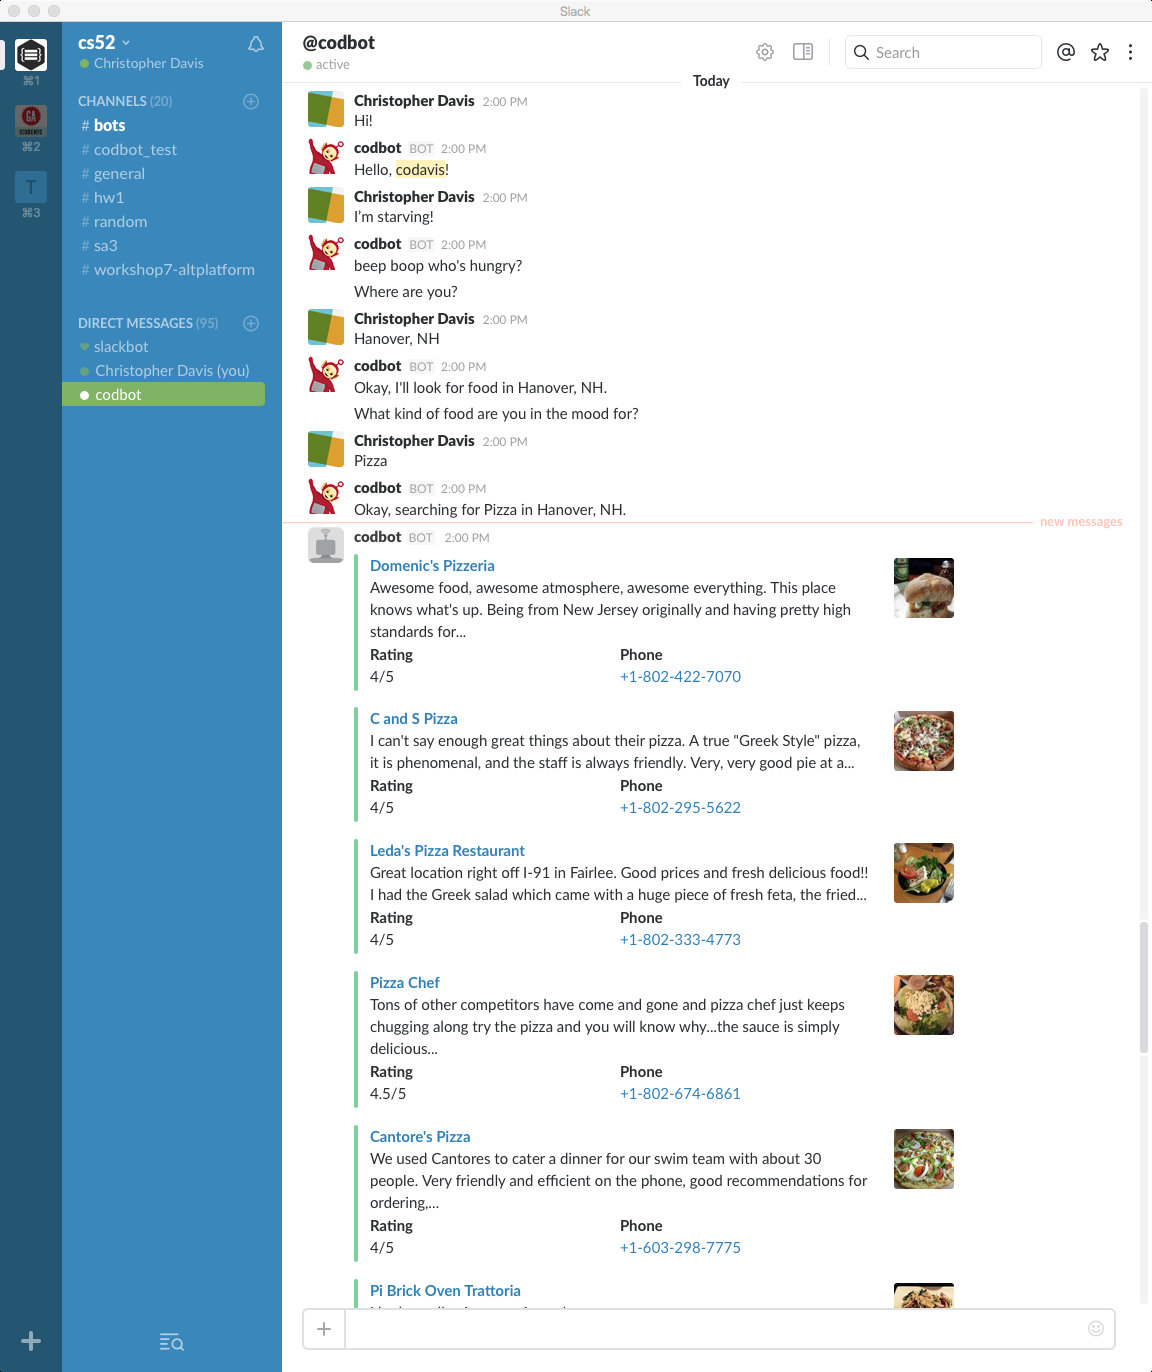 Slack
⌘1
GA
STUDENTS
⌘2
T
⌘3
cs52
Christopher Davis
CHANNELS (20)
# bots
# codbot_test
# general
# hw1
# random
# sa3
# workshop7-altplatform
DIRECT MESSAGES (95)
slackbot
Christopher Davis (you)
codbot
@codbot
active
Search
Today
Christopher Davis 2:00 PM
Hi!
codbot BOT 2:00 PM
Hello, codavis!
Christopher Davis 2:00 PM
I'm starving!
codbot BOT 2:00 PM
beep boop who's hungry?
Where are you?
Christopher Davis 2:00 PM
Hanover, NH
codbot BOT 2:00 PM
Okay, I'll look for food in Hanover, NH.
What kind of food are you in the mood for?
Christopher Davis 2:00 PM
Pizza
codbot BOT 2:00 PM
Okay, searching for Pizza in Hanover, NH.
new messages
codbot BOT 2:00 PM
Domenic's Pizzeria
Awesome food, awesome atmosphere, awesome everything. This place
knows what's up. Being from New Jersey originally and having pretty high
standards for...
Rating Phone
4/5 +1-802-422-7070
C and S Pizza
I can't say enough great things about their pizza. A true "Greek Style" pizza,
it is phenomenal, and the staff is always friendly. Very, very good pie at a...
Rating Phone
4/5 +1-802-295-5622
Leda's Pizza Restaurant
Great location right off I-91 in Fairlee. Good prices and fresh delicious food!!
I had the Greek salad which came with a huge piece of fresh feta, the fried...
Rating Phone
4/5 +1-802-333-4773
Pizza Chef
Tons of other competitors have come and gone and pizza chef just keeps
chugging along try the pizza and you will know why...the sauce is simply
delicious...
Rating Phone
4.5/5 +1-802-674-6861
Cantore's Pizza
We used Cantores to cater a dinner for our swim team with about 30
people. Very friendly and efficient on the phone, good recommendations for
ordering,...
Rating Phone
4/5 +1-603-298-7775
Pi Brick Oven Trattoria